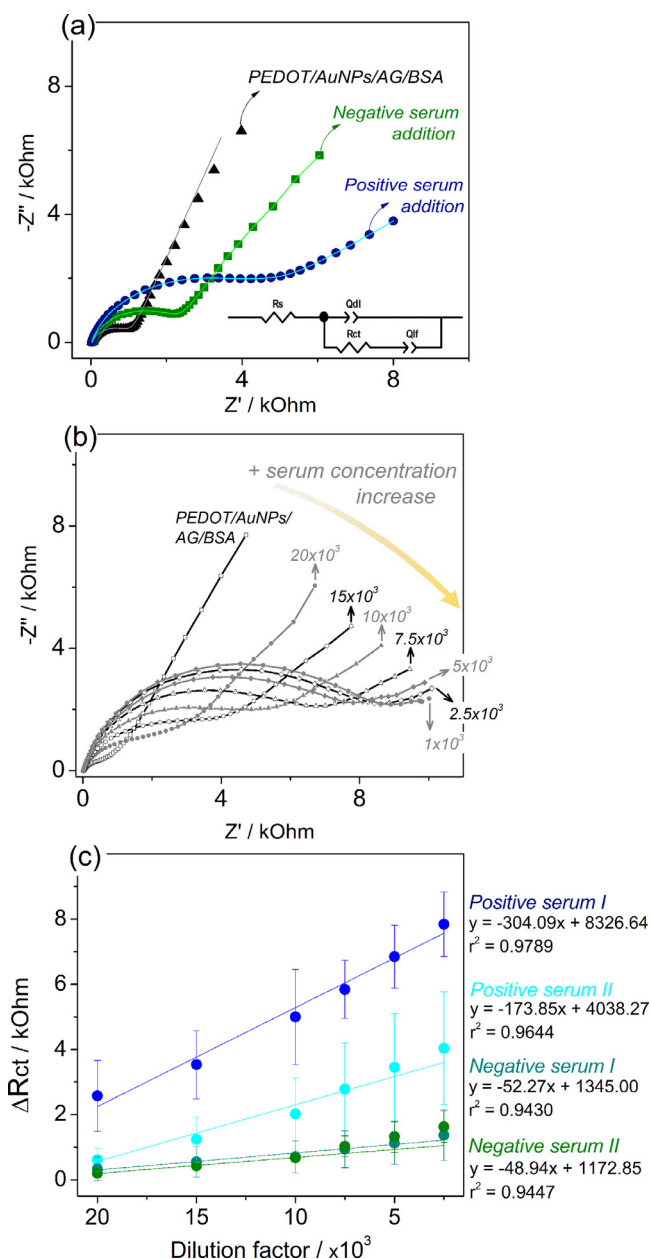 (a)
PEDOT/AuNPs/AG/BSA
Negative serum
addition
Positive serum
addition
-Z" / kOhm
8
4
0
Rs
Qdl
Rct
Qlf
0
4
8
Z' / kOhm
(b)
+ serum concentration
increase
PEDOT/AuNPs/
AG/BSA
20x10³
15x10³
10x10³
7.5x10³
5x10³
2.5x10³
1x10³
-Z" / kOhm
8
4
0
0
4
8
Z' / kOhm
(c)
ΔRct / kOhm
8
6
4
2
0
20
15
10
5
Dilution factor / ×10³
Positive serum I
y = -304.09x + 8326.64
r² = 0.9789
Positive serum II
y = -173.85x + 4038.27
r² = 0.9644
Negative serum I
y = -52.27x + 1345.00
r² = 0.9430
Negative serum II
y = -48.94x + 1172.85
r² = 0.9447